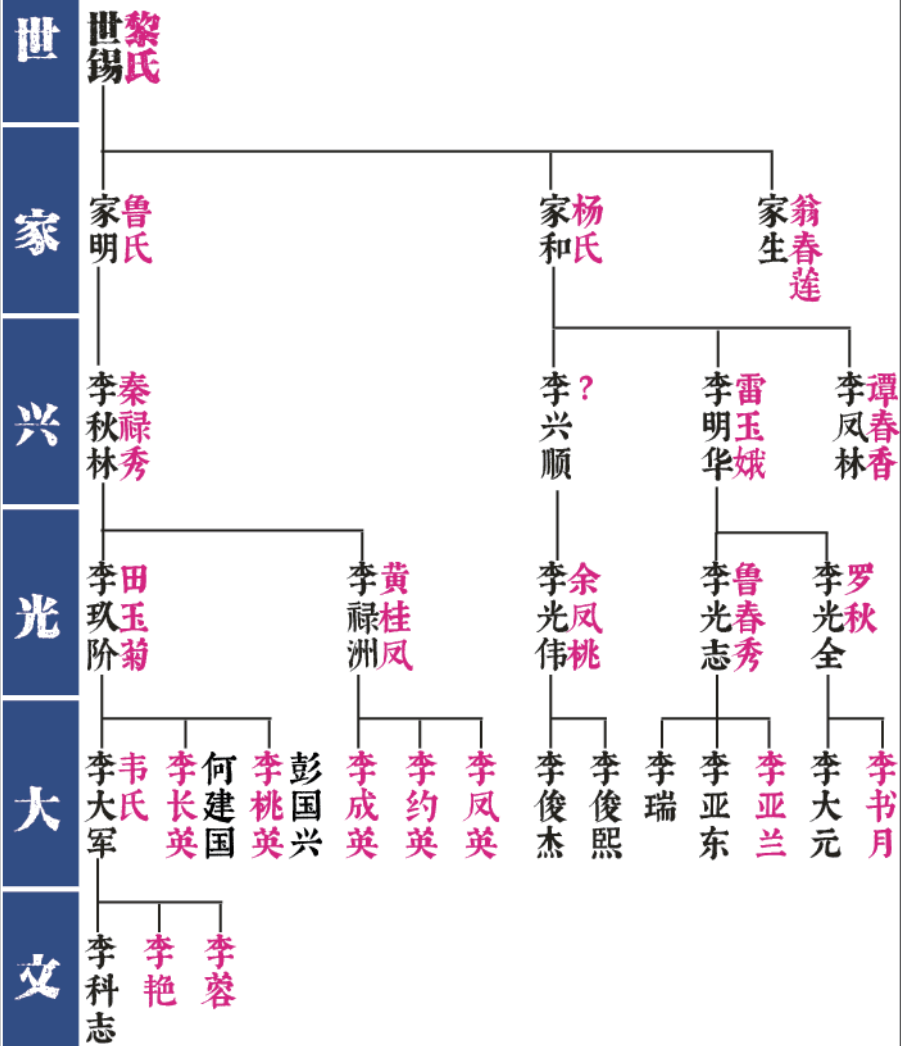 世
世锡
黎氏
家
家明
鲁氏
家和
杨氏
家生
翁春莲
兴
李秋林
秦禄秀
李兴顺
?
李明华
雷玉娥
李凤林
谭春香
光
李玖阶
田玉菊
李禄洲
黄桂凤
李光伟
余凤桃
李光志
鲁春秀
李光全
罗秋
大
李大军
韦氏
李长英
何建国
李桃英
彭国兴
李成英
李约英
李凤英
李俊杰
李俊熙
李瑞
李亚东
李亚兰
李大元
李书月
文
李科志
李艳
李蓉